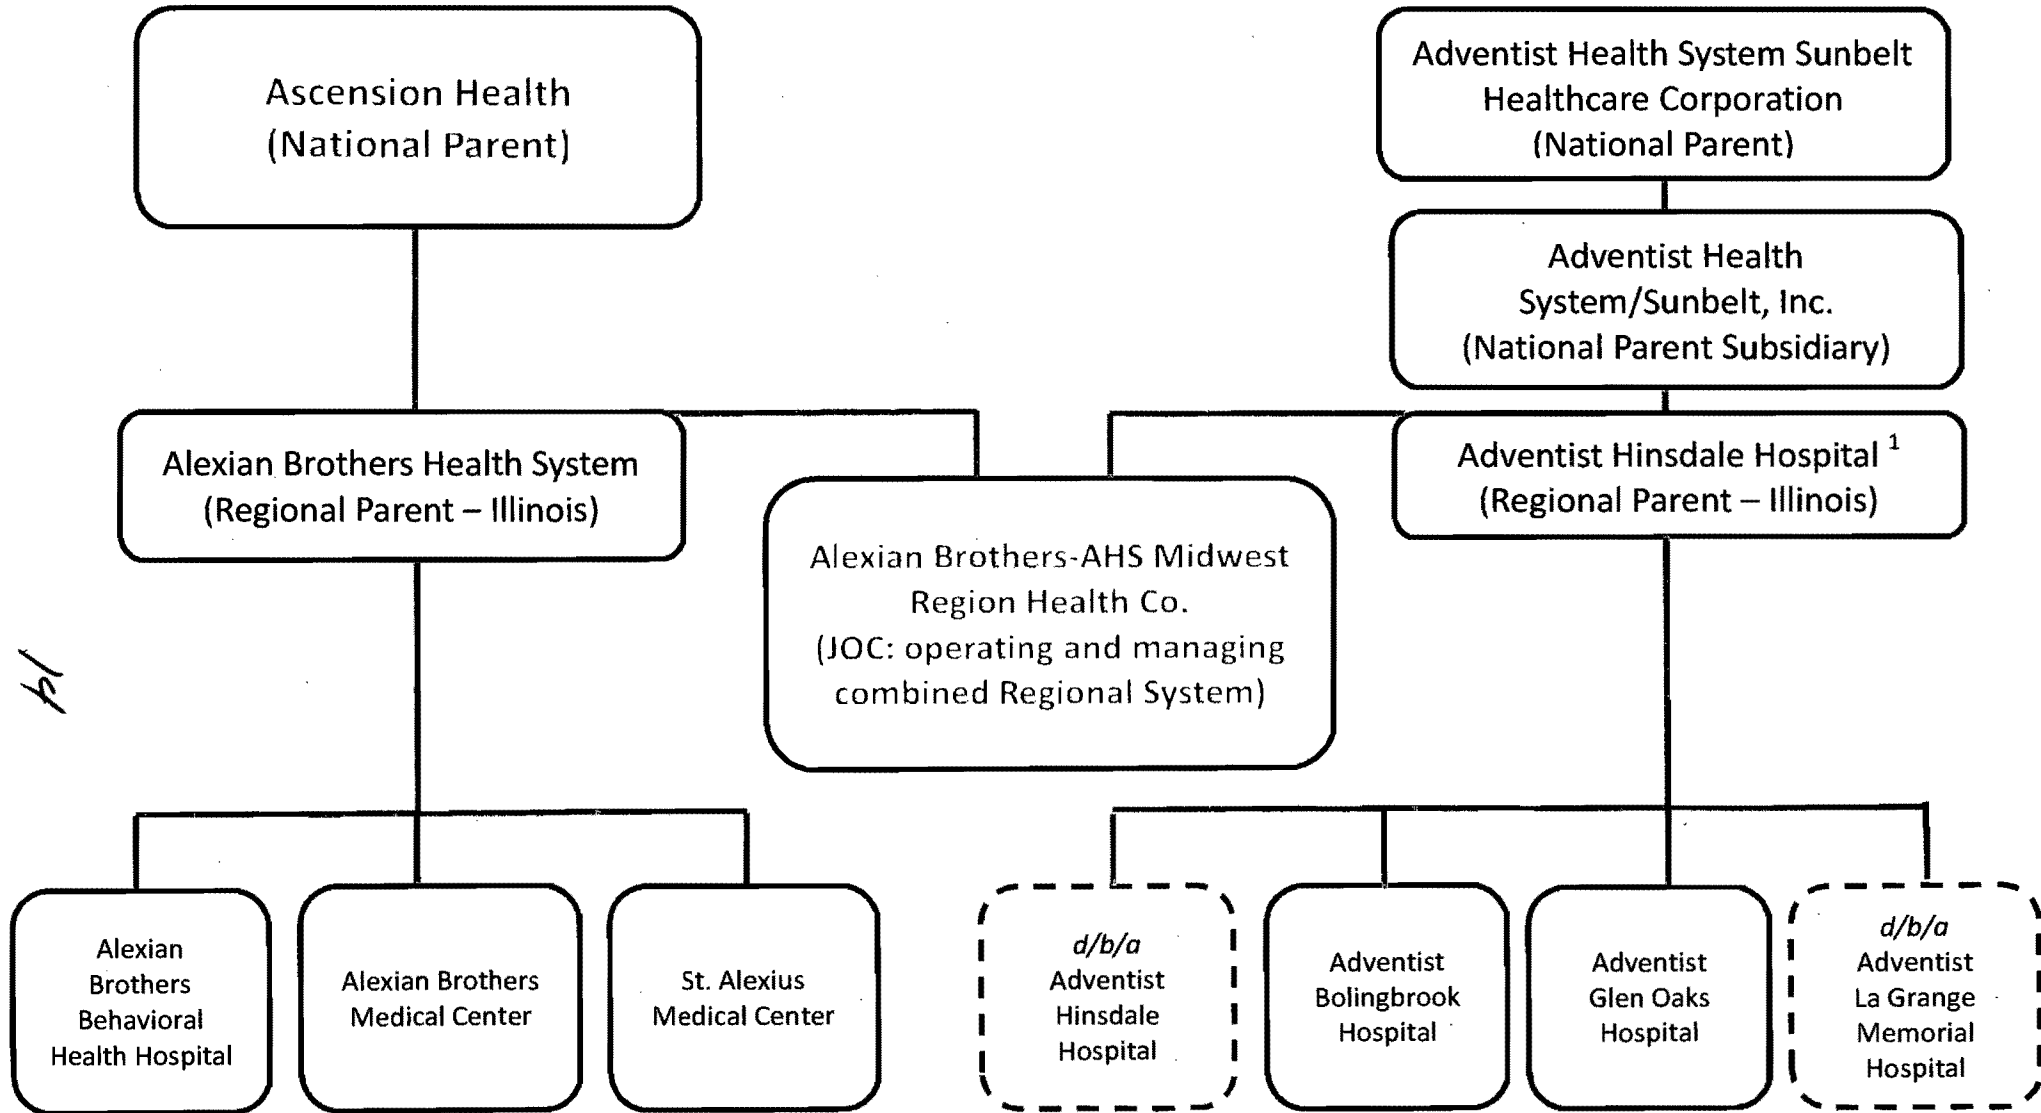 Ascension Health
(National Parent)
Adventist Health System Sunbelt
Healthcare Corporation
(National Parent)
Adventist Health
System/Sunbelt, Inc.
(National Parent Subsidiary)
Alexian Brothers Health System
(Regional Parent – Illinois)
Alexian Brothers-AHS Midwest
Region Health Co.
(JOC: operating and managing
combined Regional System)
Adventist Hinsdale Hospital ¹
(Regional Parent – Illinois)
Alexian
Brothers
Behavioral
Health Hospital
Alexian Brothers
Medical Center
St. Alexius
Medical Center
d/b/a
Adventist
Hinsdale
Hospital
Adventist
Bolingbrook
Hospital
Adventist
Glen Oaks
Hospital
d/b/a
Adventist
La Grange
Memorial
Hospital